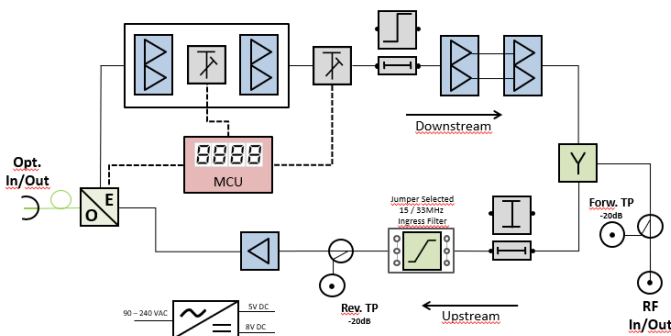 Downstream
8888
MCU
Opt.
In/Out
E
O
Y
Jumper Selected
15 / 33MHz
Ingress Filter
Forw. TP
-20dB
Rev. TP
-20dB
RF
In/Out
Upstream
90 – 240 VAC
5V DC
8V DC